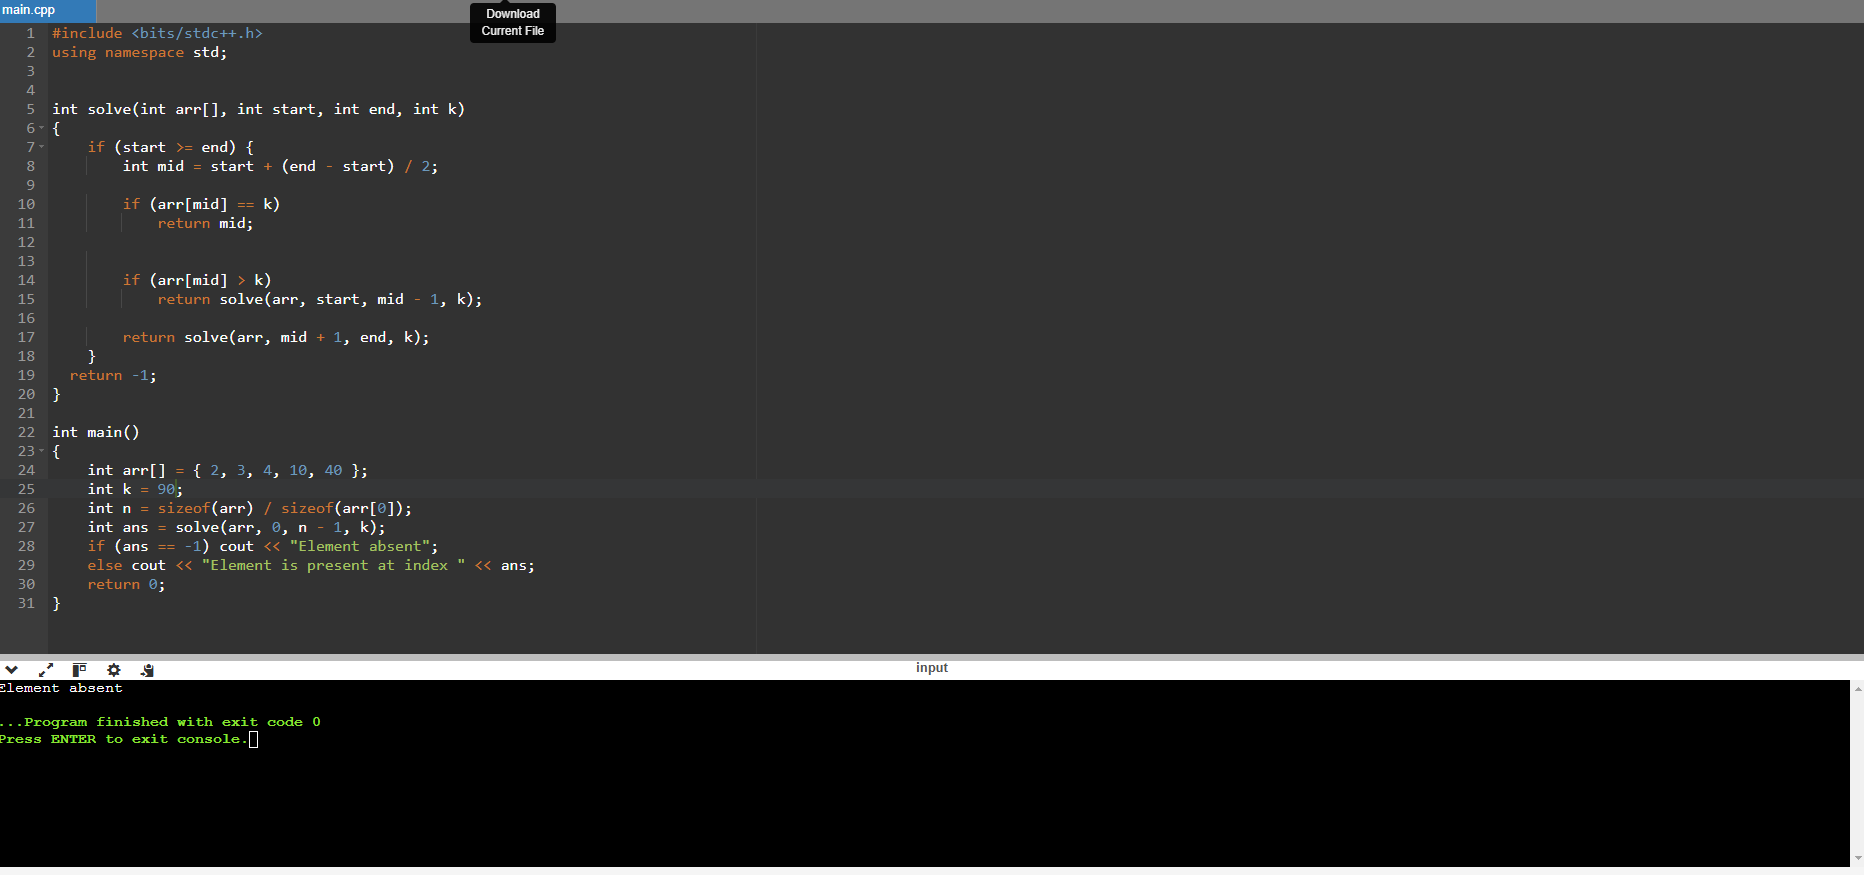 main.cpp
Download
Current File
1 #include <bits/stdc++.h>
2 using namespace std;
3
4
5 int solve(int arr[], int start, int end, int k)
6 {
7     if (start >= end) {
8         int mid = start + (end - start) / 2;
9
10         if (arr[mid] == k)
11             return mid;
12
13
14         if (arr[mid] > k)
15             return solve(arr, start, mid - 1, k);
16
17         return solve(arr, mid + 1, end, k);
18     }
19   return -1;
20 }
21
22 int main()
23 {
24     int arr[] = { 2, 3, 4, 10, 40 };
25     int k = 90;
26     int n = sizeof(arr) / sizeof(arr[0]);
27     int ans = solve(arr, 0, n - 1, k);
28     if (ans == -1) cout << "Element absent";
29     else cout << "Element is present at index " << ans;
30     return 0;
31 }
input
Element absent
...Program finished with exit code 0
Press ENTER to exit console.